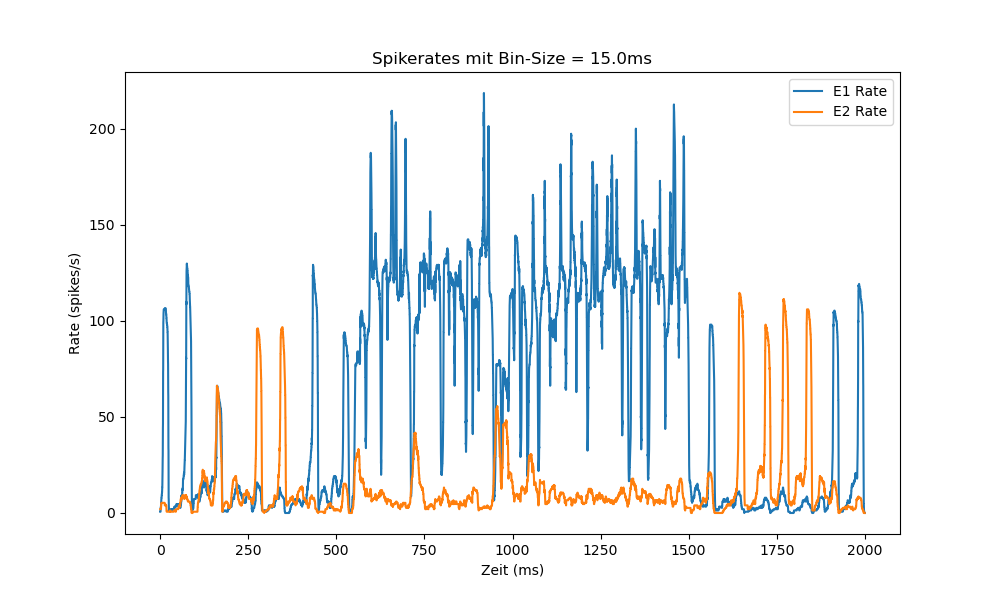 Spikerates mit Bin-Size = 15.0ms
E1 Rate
E2 Rate
Rate (spikes/s)
200
150
100
50
0
0 250 500 750 1000 1250 1500 1750 2000
Zeit (ms)